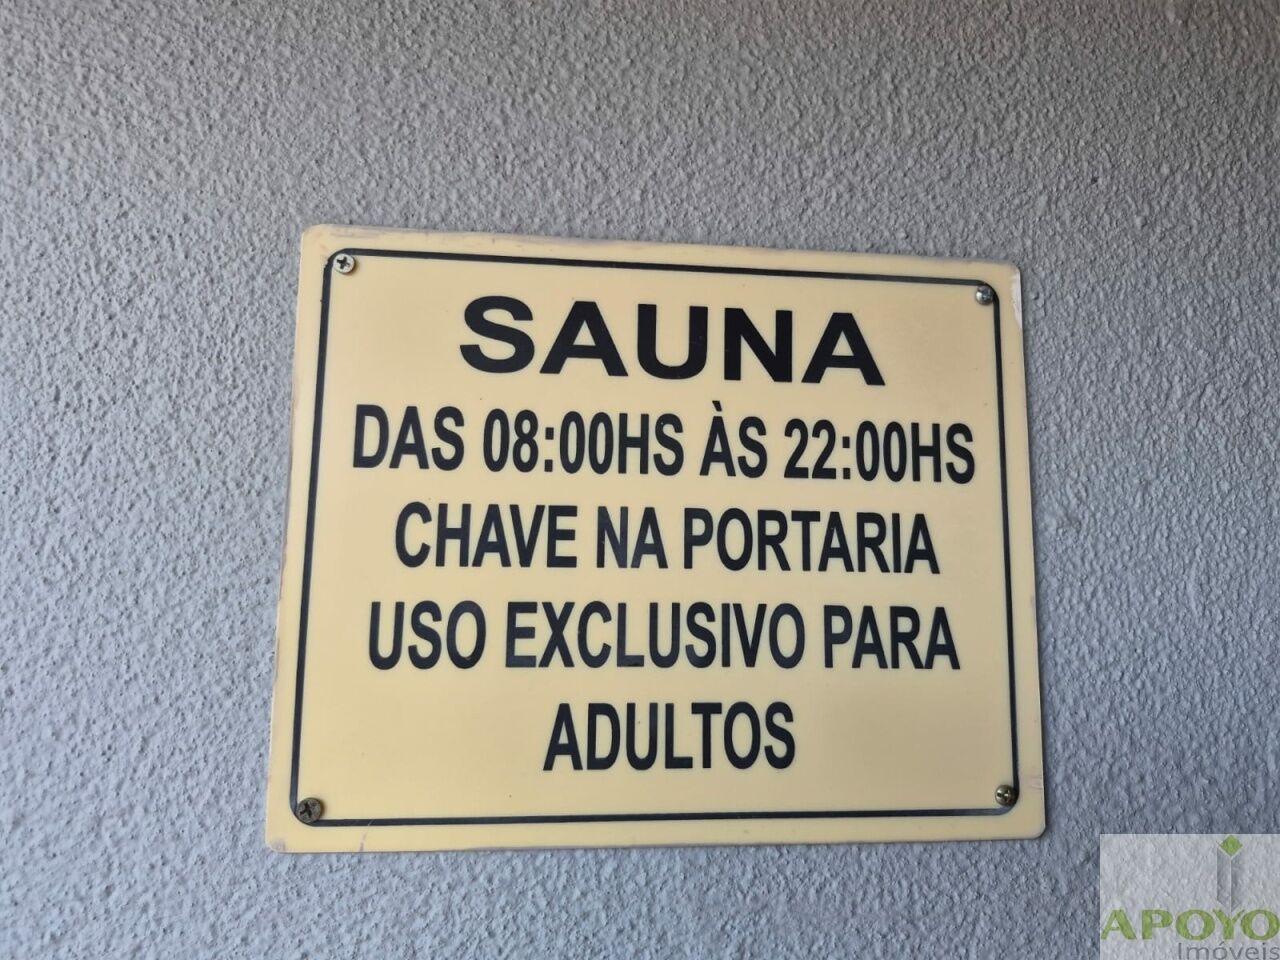 SAUNA
DAS 08:00HS ÀS 22:00HS
CHAVE NA PORTARIA
USO EXCLUSIVO PARA
ADULTOS
APOYO
Imóveis